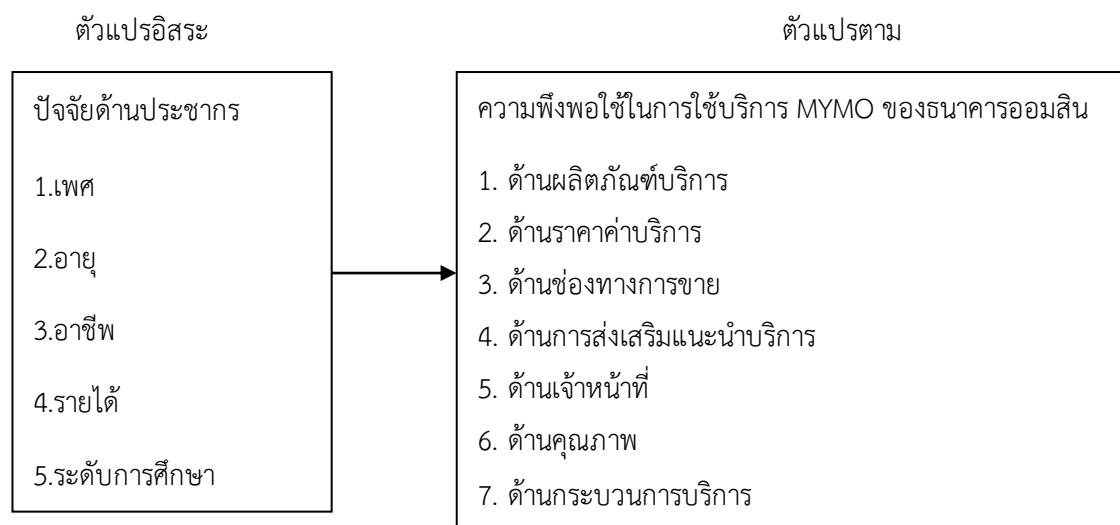 ตัวแปรอิสระ
ตัวแปรตาม
ปัจจัยด้านประชากร
1.เพศ
2.อายุ
3.อาชีพ
4.รายได้
5.ระดับการศึกษา
ความพึงพอใช้ในการใช้บริการ MYMO ของธนาคารออมสิน
1. ด้านผลิตภัณฑ์บริการ
2. ด้านราคาค่าบริการ
3. ด้านช่องทางการขาย
4. ด้านการส่งเสริมแนะนำบริการ
5. ด้านเจ้าหน้าที่
6. ด้านคุณภาพ
7. ด้านกระบวนการบริการ